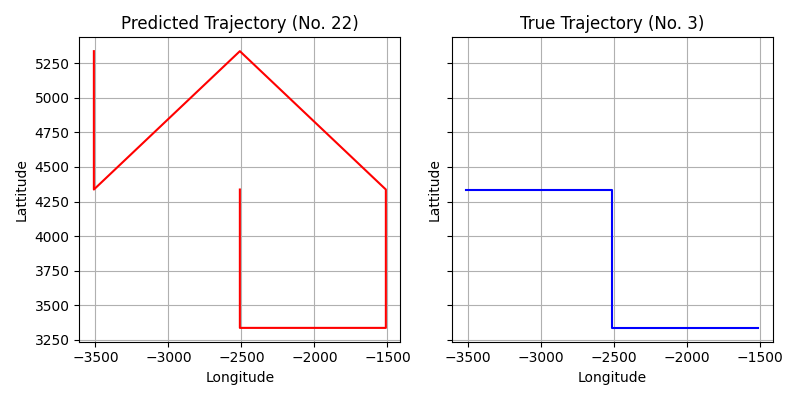 Predicted Trajectory (No. 22)
True Trajectory (No. 3)
Lattitude
5250
5000
4750
4500
4250
4000
3750
3500
3250
−3500 −3000 −2500 −2000 −1500
Longitude
Lattitude
−3500 −3000 −2500 −2000 −1500
Longitude